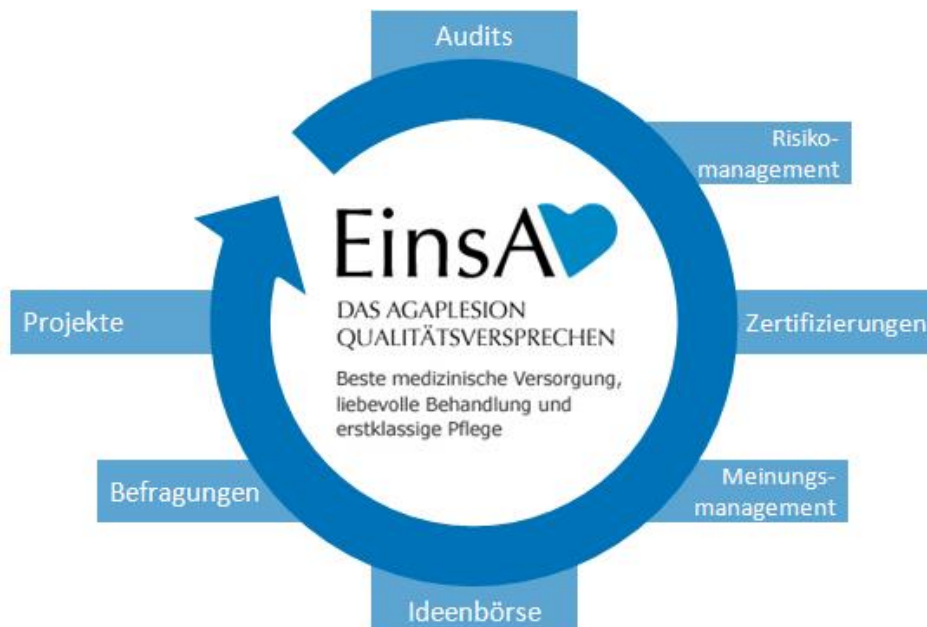 Audits
Risiko-
management
Zertifizierungen
Meinungs-
management
Ideenbörse
Befragungen
Projekte
EinsA
DAS AGAPLESION
QUALITÄTSVERSPRECHEN
Beste medizinische Versorgung,
liebevolle Behandlung und
erstklassige Pflege